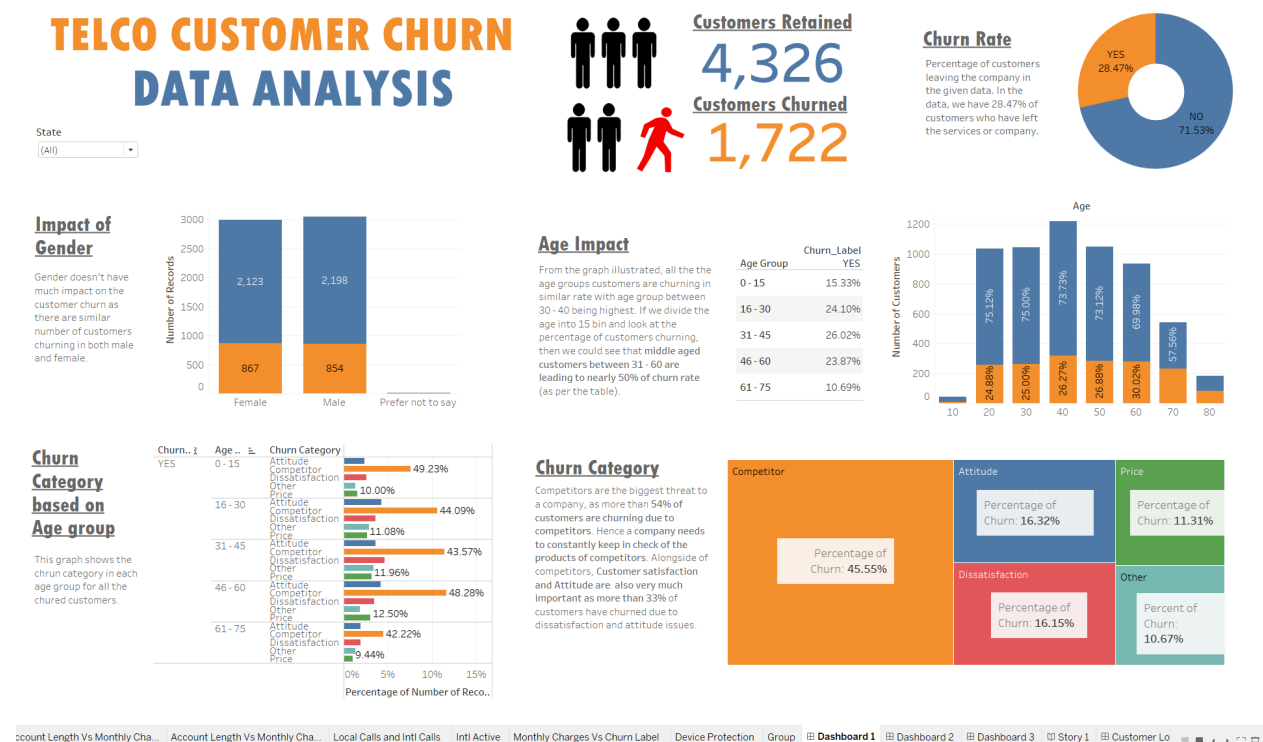 TELCO CUSTOMER CHURN
DATA ANALYSIS
State
(All)
Customers Retained
4,326
Customers Churned
1,722
Churn Rate
Percentage of customers
leaving the company in
the given data. In the
data, we have 28.47% of
customers who have left
the services or company.
YES
28.47%
NO
71.53%
Impact of
Gender
Gender doesn't have
much impact on the
customer churn as
there are similar
number of customers
churning in both male
and female.
Number of Records
3000
2500
2000
1500
1000
500
0
2,123
2,198
867
854
Female
Male
Prefer not to say
Age Impact
From the graph illustrated, all the the
age groups customers are churning in
similar rate with age group between
30 - 40 being highest. If we divide the
age into 15 bin and look at the
percentage of customers churning,
then we could see that middle aged
customers between 31 - 60 are
leading to nearly 50% of churn rate
(as per the table).
Churn_Label
Age Group YES
0 - 15 15.33%
16 - 30 24.10%
31 - 45 26.02%
46 - 60 23.87%
61 - 75 10.69%
Age
Number of Customers
1200
1000
800
600
400
200
0
75.12%
75.00%
73.73%
73.12%
69.98%
57.56%
24.88%
25.00%
26.27%
26.88%
30.02%
10 20 30 40 50 60 70 80
Churn
Category
based on
Age group
This graph shows the
chrun category in each
age group for all the
chured customers.
Churn.. Age .. Churn Category
YES 0 - 15 Attitude
Competitor 49.23%
Dissatisfaction
Other
Price 10.00%
16 - 30 Attitude
Competitor 44.09%
Dissatisfaction
Other
Price 11.08%
31 - 45 Attitude
Competitor 43.57%
Dissatisfaction
Other
Price 11.96%
46 - 60 Attitude
Competitor 48.28%
Dissatisfaction
Other
Price 12.50%
61 - 75 Attitude
Competitor 42.22%
Dissatisfaction
Other
Price 9.44%
0% 5% 10% 15%
Percentage of Number of Reco..
Churn Category
Competitors are the biggest threat to
a company, as more than 54% of
customers are churning due to
competitors. Hence a company needs
to constantly keep in check of the
products of competitors. Alongside of
competitors, Customer satisfaction
and Attitude are also very much
important as more than 33% of
customers have churned due to
dissatisfaction and attitude issues.
Competitor
Percentage of
Churn: 45.55%
Attitude
Percentage of
Churn: 16.32%
Price
Percentage of
Churn: 11.31%
Dissatisfaction
Percentage of
Churn: 16.15%
Other
Percent of
Churn:
10.67%
ccount Length Vs Monthly Cha... Account Length Vs Monthly Cha... Local Calls and Intl Calls Intl Active Monthly Charges Vs Churn Label Device Protection Group Dashboard 1 Dashboard 2 Dashboard 3 Story 1 Customer Lo